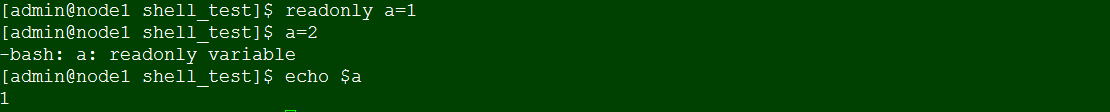 [admin@node1 shell_test]$ readonly a=1
[admin@node1 shell_test]$ a=2
-bash: a: readonly variable
[admin@node1 shell_test]$ echo $a
1